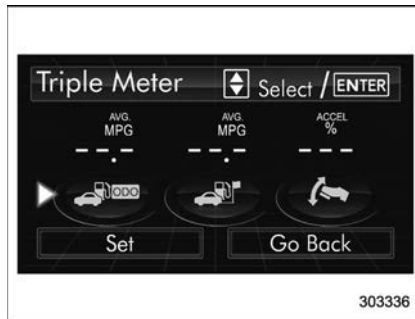 Triple Meter Select / ENTER
AVG. AVG. ACCEL
MPG MPG %
--.- --.- ---
ODO
Set Go Back
303336